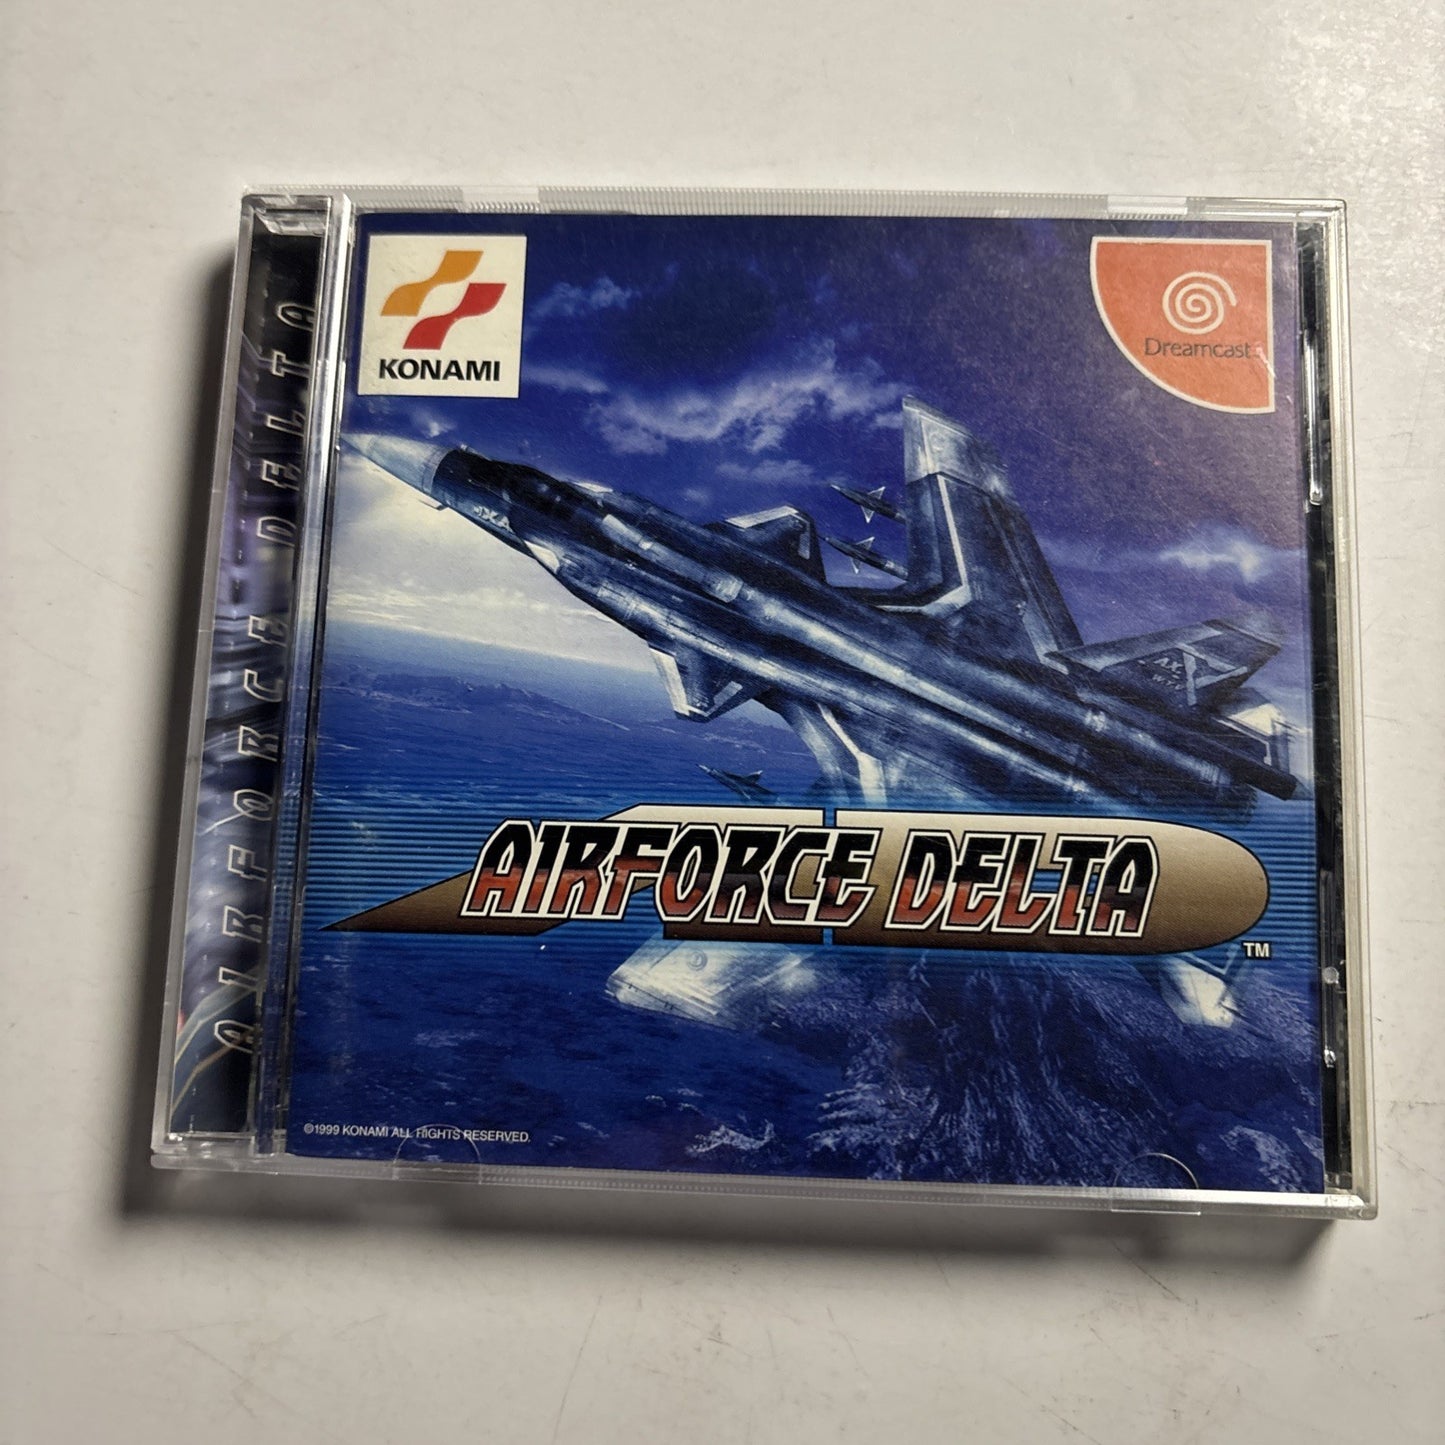 KONAMI
Dreamcast
AIRFORCE DELTA
AIRFORCE DELTA
TM
©1999 KONAMI ALL RIGHTS RESERVED.